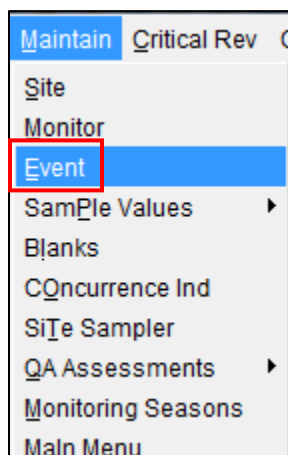 Maintain Critical Rev
Site
Monitor
Event
SamPle Values
Blanks
COncurrence Ind
SiTe Sampler
QA Assessments
Monitoring Seasons
MaIn Menu